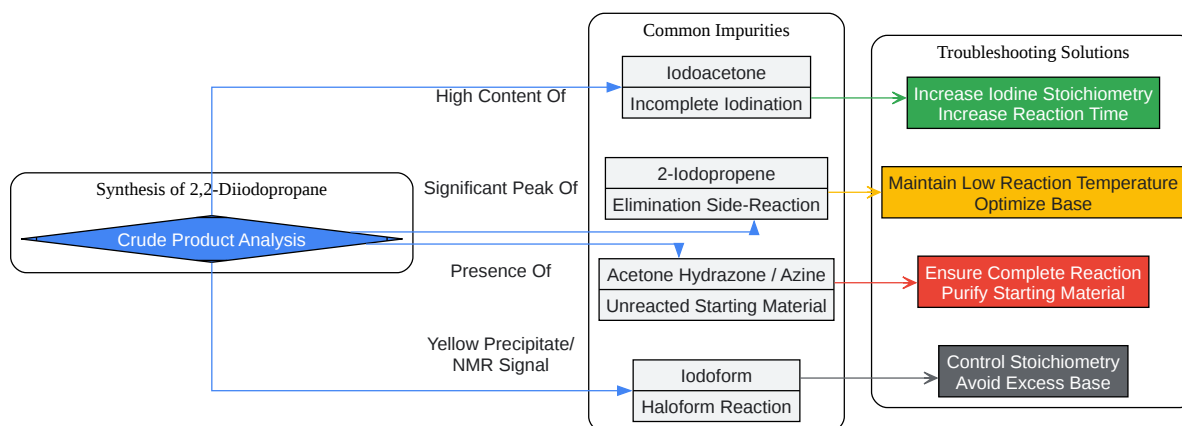 Common Impurities
Troubleshooting Solutions
Iodoacetone
Incomplete Iodination
High Content Of
Increase Iodine Stoichiometry
Increase Reaction Time
Synthesis of 2,2-Diiodopropane
Crude Product Analysis
Significant Peak Of
2-Iodopropene
Elimination Side-Reaction
Maintain Low Reaction Temperature
Optimize Base
Presence Of
Acetone Hydrazone / Azine
Unreacted Starting Material
Ensure Complete Reaction
Purify Starting Material
Yellow Precipitate/
NMR Signal
Iodoform
Haloform Reaction
Control Stoichiometry
Avoid Excess Base